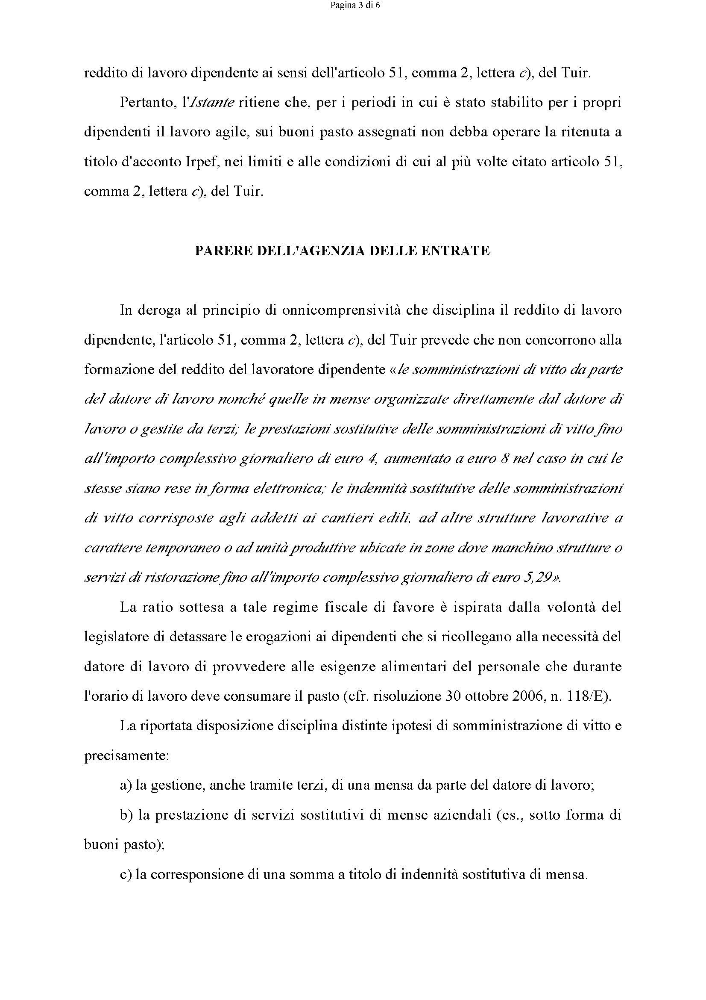 Pagina 3 di 6
reddito di lavoro dipendente ai sensi dell'articolo 51, comma 2, lettera c), del Tuir.
Pertanto, l'Istante ritiene che, per i periodi in cui è stato stabilito per i propri
dipendenti il lavoro agile, sui buoni pasto assegnati non debba operare la ritenuta a
titolo d'acconto Irpef, nei limiti e alle condizioni di cui al più volte citato articolo 51,
comma 2, lettera c), del Tuir.
PARERE DELL'AGENZIA DELLE ENTRATE
In deroga al principio di onnicomprensività che disciplina il reddito di lavoro
dipendente, l'articolo 51, comma 2, lettera c), del Tuir prevede che non concorrono alla
formazione del reddito del lavoratore dipendente «le somministrazioni di vitto da parte
del datore di lavoro nonché quelle in mense organizzate direttamente dal datore di
lavoro o gestite da terzi; le prestazioni sostitutive delle somministrazioni di vitto fino
all'importo complessivo giornaliero di euro 4, aumentato a euro 8 nel caso in cui le
stesse siano rese in forma elettronica; le indennità sostitutive delle somministrazioni
di vitto corrisposte agli addetti ai cantieri edili, ad altre strutture lavorative a
carattere temporaneo o ad unità produttive ubicate in zone dove manchino strutture o
servizi di ristorazione fino all'importo complessivo giornaliero di euro 5,29».
La ratio sottesa a tale regime fiscale di favore è ispirata dalla volontà del
legislatore di detassare le erogazioni ai dipendenti che si ricollegano alla necessità del
datore di lavoro di provvedere alle esigenze alimentari del personale che durante
l'orario di lavoro deve consumare il pasto (cfr. risoluzione 30 ottobre 2006, n. 118/E).
La riportata disposizione disciplina distinte ipotesi di somministrazione di vitto e
precisamente:
a) la gestione, anche tramite terzi, di una mensa da parte del datore di lavoro;
b) la prestazione di servizi sostitutivi di mense aziendali (es., sotto forma di
buoni pasto);
c) la corresponsione di una somma a titolo di indennità sostitutiva di mensa.